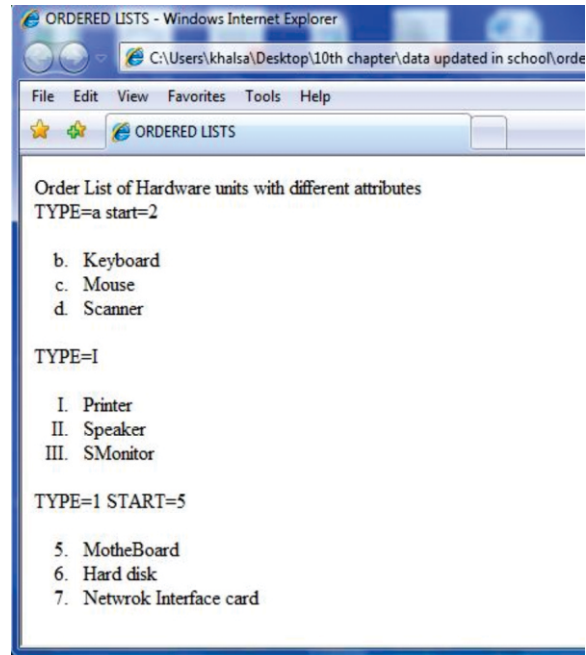 ORDERED LISTS - Windows Internet Explorer
C:\Users\khalsa\Desktop\10th chapter\data updated in school\orde
File Edit View Favorites Tools Help
ORDERED LISTS
Order List of Hardware units with different attributes
TYPE=a start=2
b. Keyboard
c. Mouse
d. Scanner
TYPE=I
I. Printer
II. Speaker
III. SMonitor
TYPE=1 START=5
5. MotheBoard
6. Hard disk
7. Netwrok Interface card